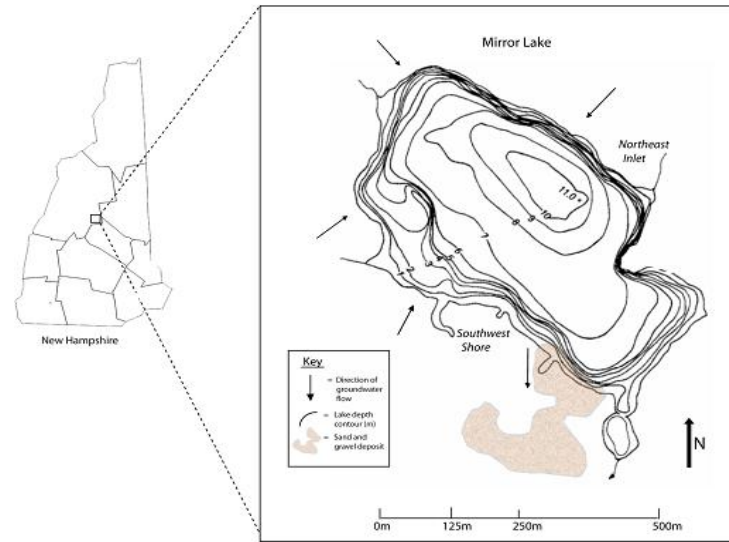 Mirror Lake
Northeast
Inlet
11.0
10
9
8
7
6
5
4
3
2
1
Southwest
Shore
New Hampshire
Key
= Direction of
groundwater
flow
= Lake depth
contour (m)
= Sand and
gravel deposit
N
0m
125m
250m
500m